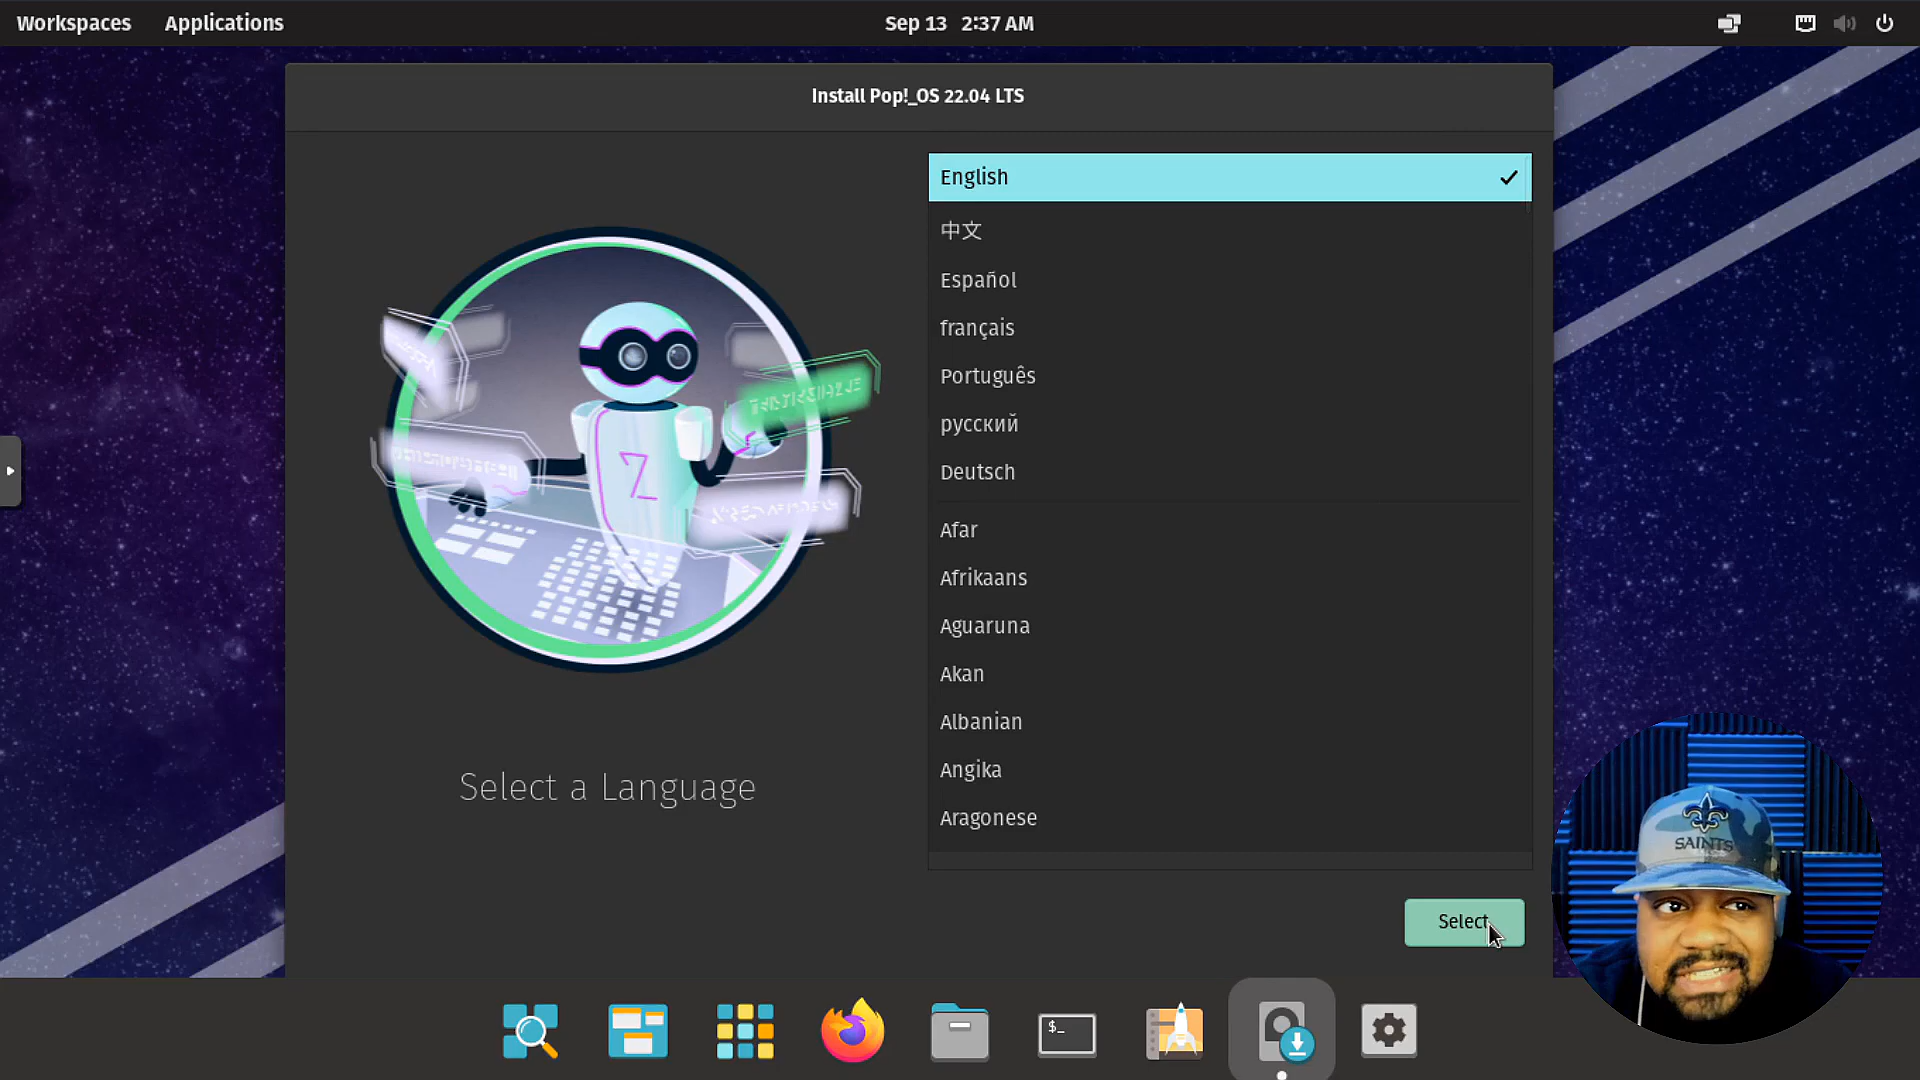 Workspaces Applications Sep 13 2:37 AM
Install Pop!_OS 22.04 LTS
English
中文
Español
français
Português
русский
Deutsch
Afar
Afrikaans
Aguaruna
Akan
Albanian
Angika
Aragonese
Select a Language
Select
$_
Z
SAINTS